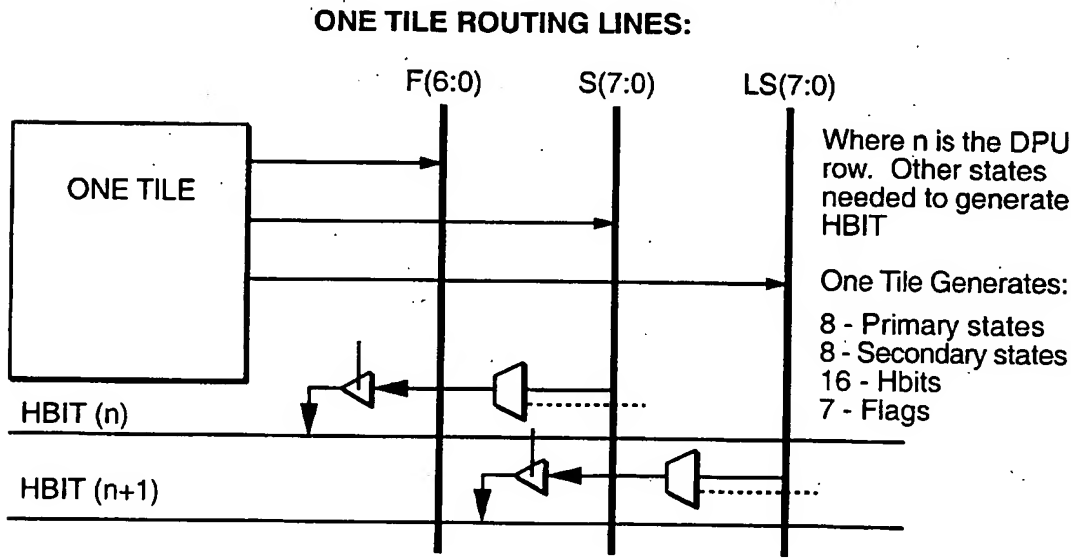 ONE TILE ROUTING LINES:
F(6:0) S(7:0) LS(7:0)
ONE TILE
Where n is the DPU
row. Other states
needed to generate
HBIT
One Tile Generates:
8 - Primary states
8 - Secondary states
16 - Hbits
7 - Flags
HBIT (n)
HBIT (n+1)